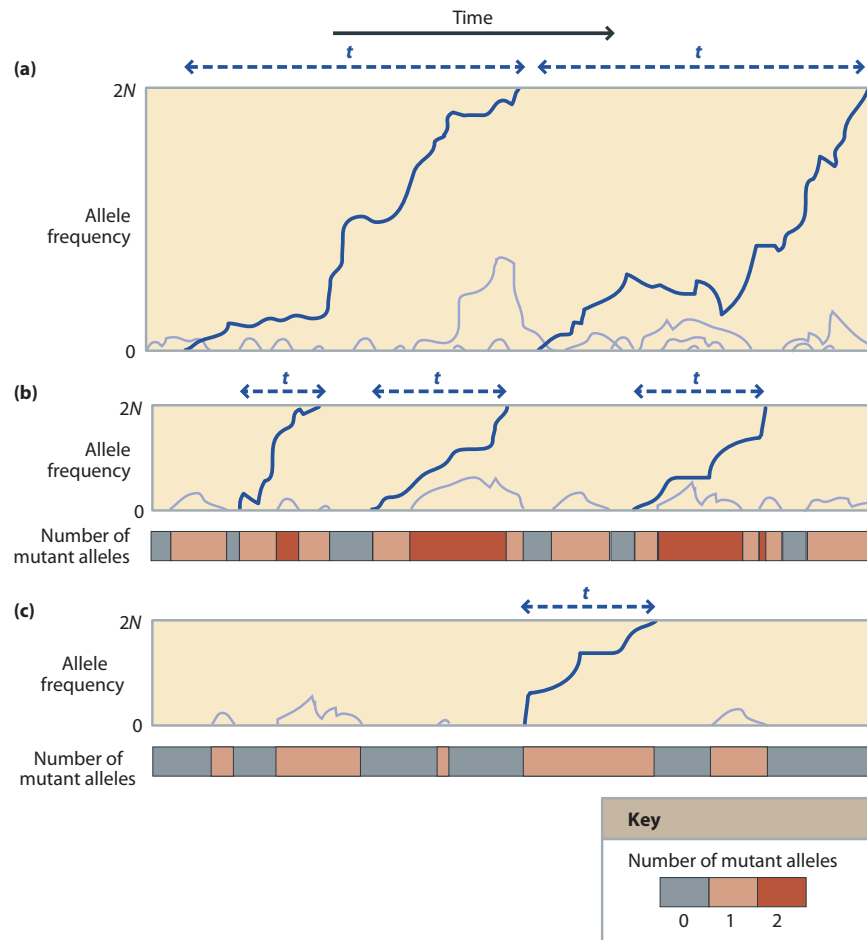 Time
(a)
t
t
2N
Allele
frequency
0
(b)
t
t
t
2N
Allele
frequency
0
Number of
mutant alleles
(c)
t
2N
Allele
frequency
0
Number of
mutant alleles
Key
Number of mutant alleles
0 1 2